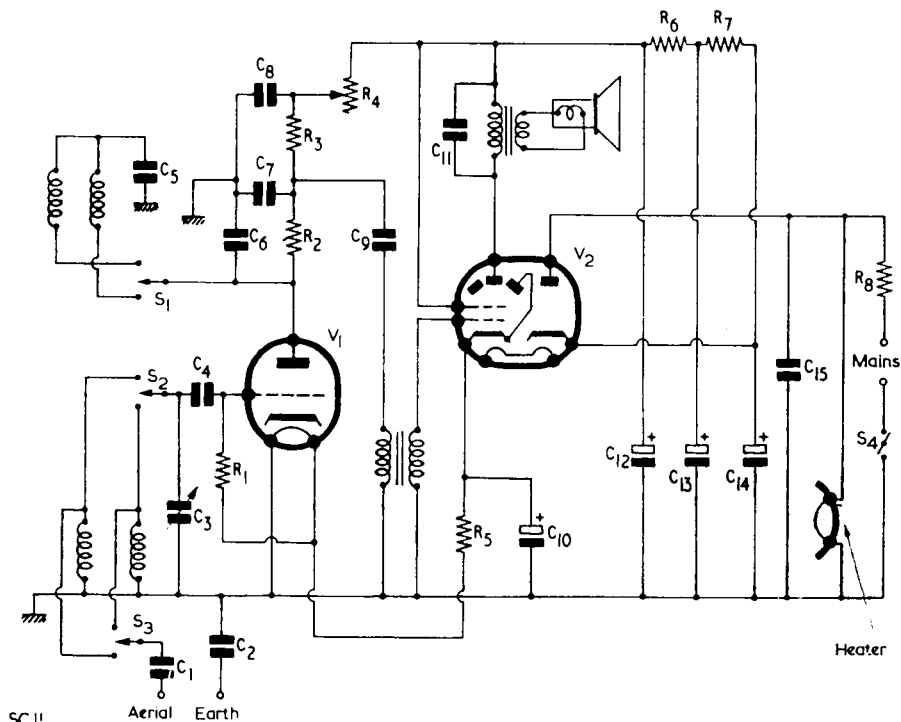 R6 R7
C8
R4
R3
C11
C5
C7
C6
R2
C9
V2
S1
R8
V1
Mains
C15
S2
C4
S4
R1
C12 + C13 + C14 +
C3
R5
C10 +
S3
C2
Heater
C1
SC11 Aerial Earth